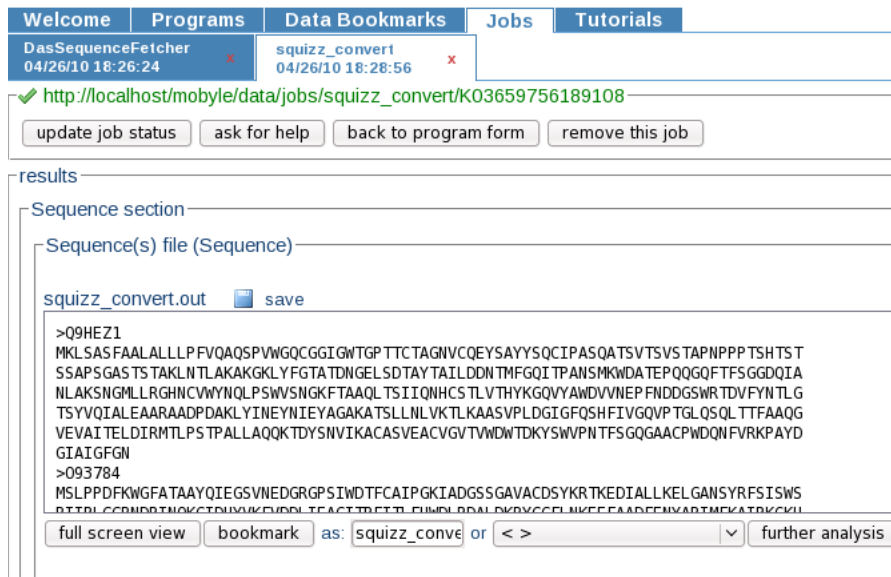 Welcome Programs Data Bookmarks Jobs Tutorials
DasSequenceFetcher
04/26/10 18:26:24 x
squizz_convert
04/26/10 18:28:56 x
http://localhost/mobyle/data/jobs/squizz_convert/K03659756189108
update job status ask for help back to program form remove this job
results
Sequence section
Sequence(s) file (Sequence)
squizz_convert.out save
>Q9HEZ1
MKLSASFAALALLLPFVQAQSPVWGQCGGIGWTGPTTCTAGNVCQEYSAYYSQCIPASQATSVTSVSTAPNPPPTSHTST
SSAPSGASTSTAKLNTLAKAKGKLYFGTATDNGELSDTAYTAILDDNTMFGQITPANSMKWDATEPQQGQFTFSGGDQIA
NLAKSNGMLLRGHNCVWYNQLPSWVSNGKFTAAQLTSIIQNHCSTLVTHYKGQVYAWDVVNEPFNDDGSWRTDVFYNTLG
TSYVQIALEAARAADPDAKLYINEYNIEYAGAKATSLLNLVKTLKAASVPLDGIGFQSHFIVGQVPTGLQSQLTTFAAQG
VEVAITELDIRMTLPSTPALLAQQKTDYSNVIKACASVEACVGVTVWDWTDKYSWVPNTFSGQGAACPWDQNFVRKPAYD
GIAIGFGN
>O93784
MSLPPDFKWGFATAAYQIEGSVNEDGRGPSIWDTFCAIPGKIADGSSGAVACDSYKRTKEDIALLKELGANSYRFSISWS
full screen view bookmark as: squizz_conve or < > further analysis